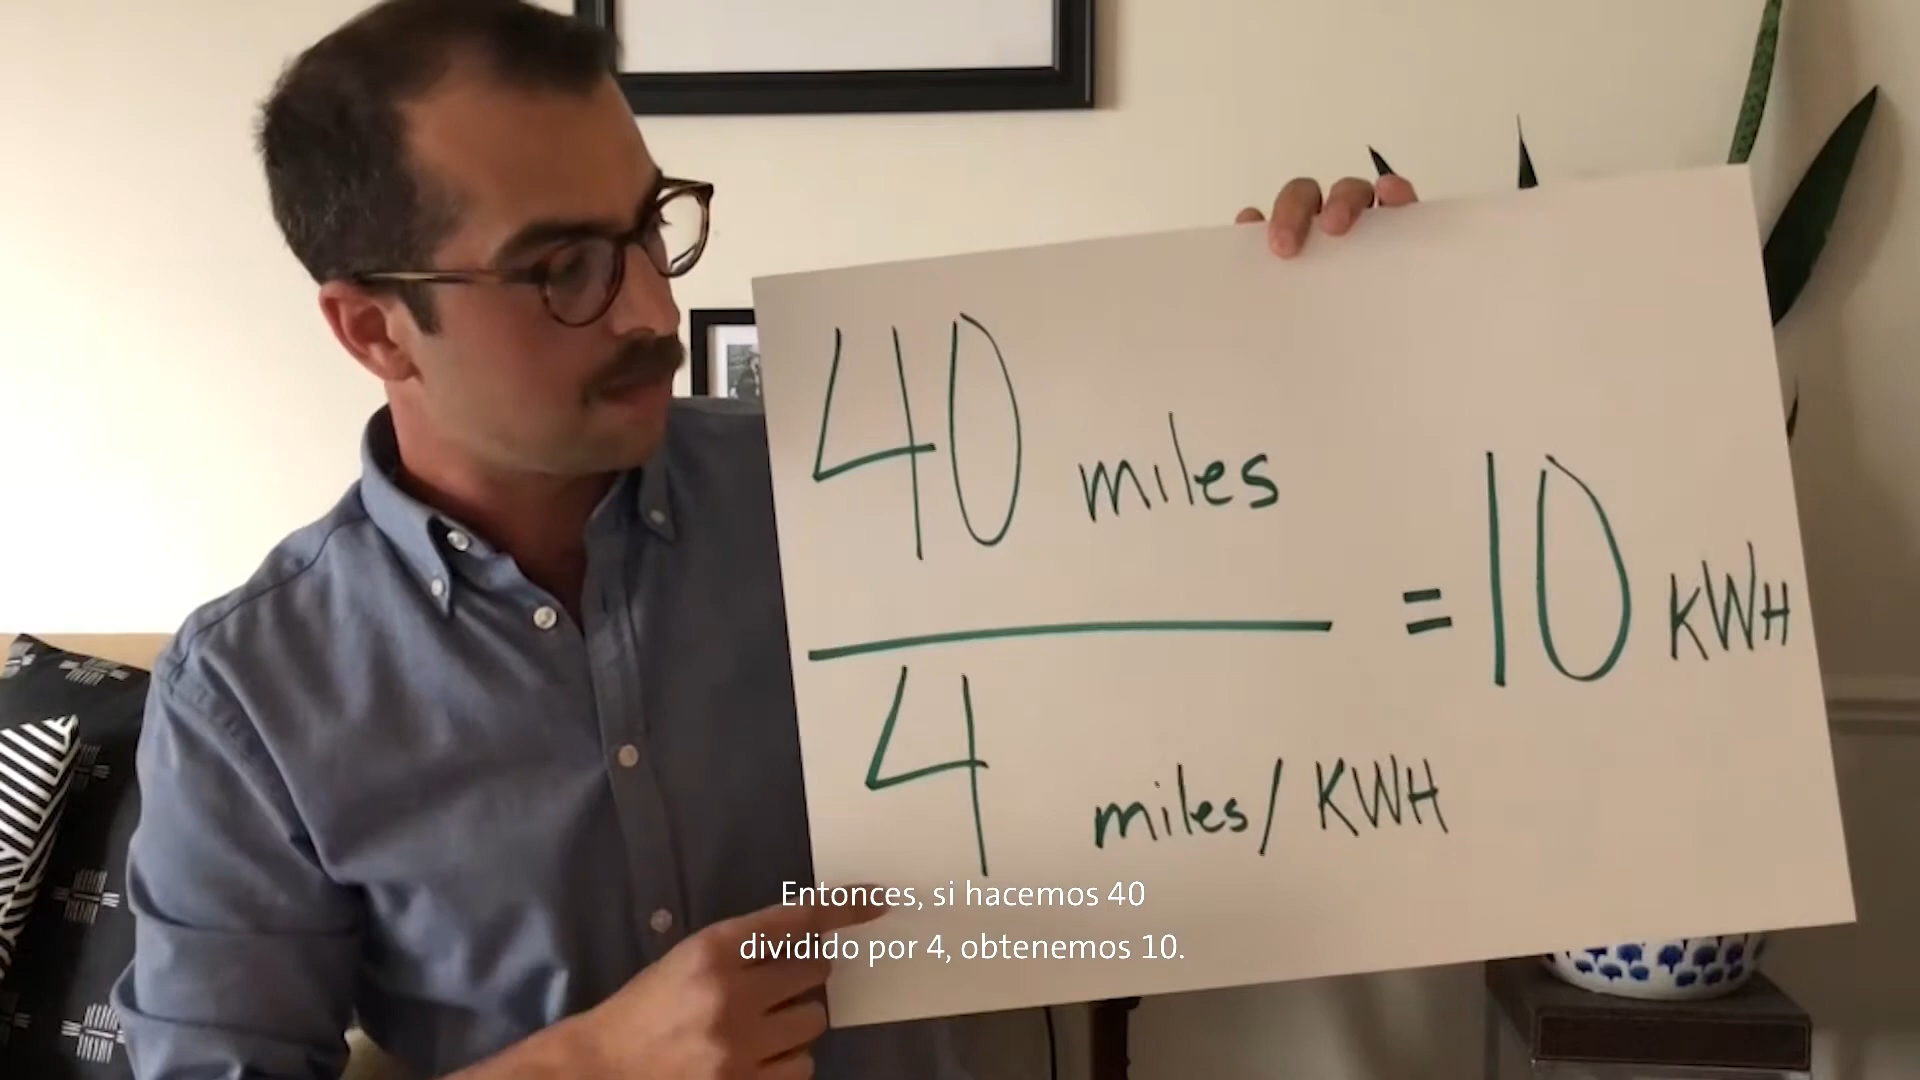 40 miles
= 10 KWH
4 miles/KWH
Entonces, si hacemos 40
dividido por 4, obtenemos 10.